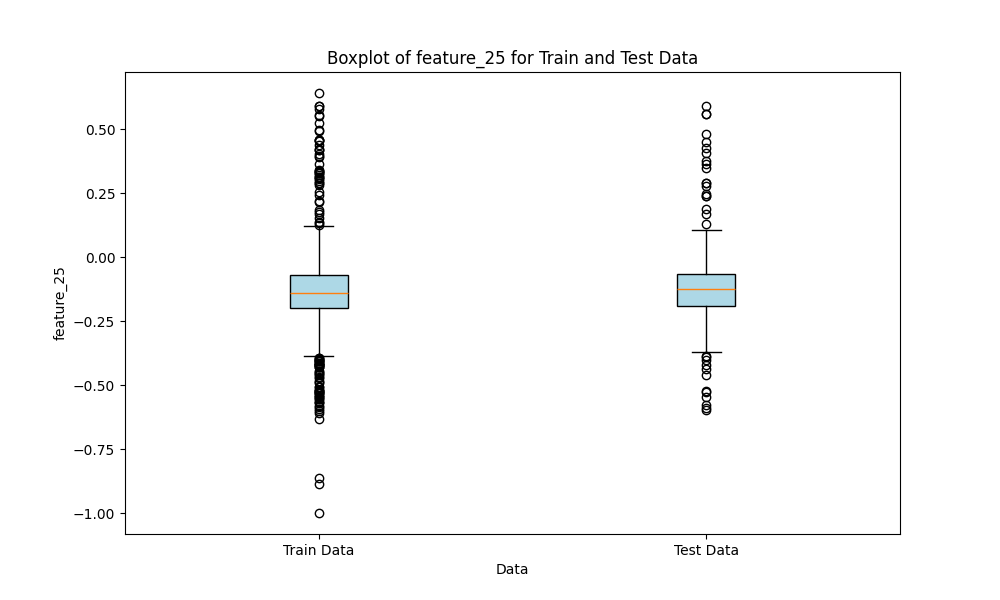 Boxplot of feature_25 for Train and Test Data
feature_25
0.50
0.25
0.00
−0.25
−0.50
−0.75
−1.00
Train Data
Test Data
Data